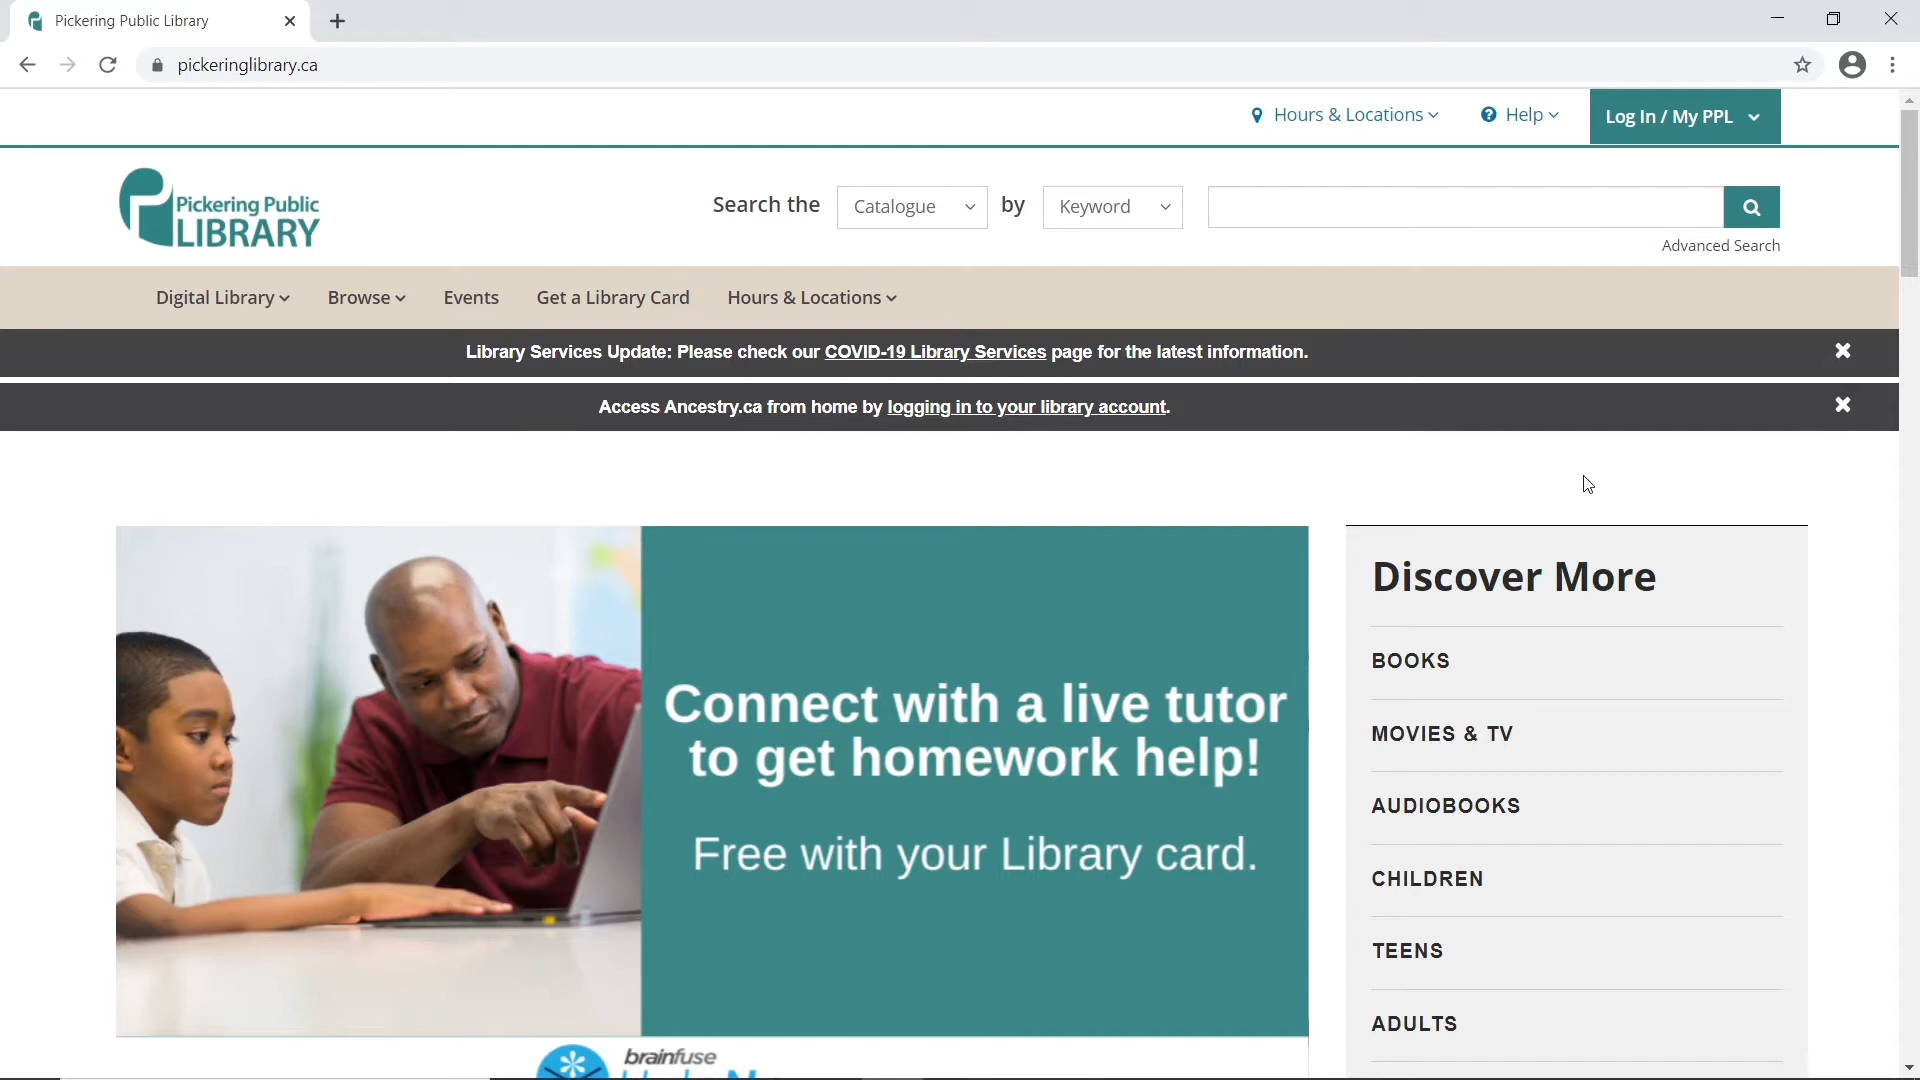 Pickering Public Library
pickeringlibrary.ca
Hours & Locations
Help
Log In / My PPL
Pickering Public
LIBRARY
Search the Catalogue by Keyword
Advanced Search
Digital Library Browse Events Get a Library Card Hours & Locations
Library Services Update: Please check our COVID-19 Library Services page for the latest information.
Access Ancestry.ca from home by logging in to your library account.
Connect with a live tutor
to get homework help!
Free with your Library card.
brainfuse
Discover More
BOOKS
MOVIES & TV
AUDIOBOOKS
CHILDREN
TEENS
ADULTS